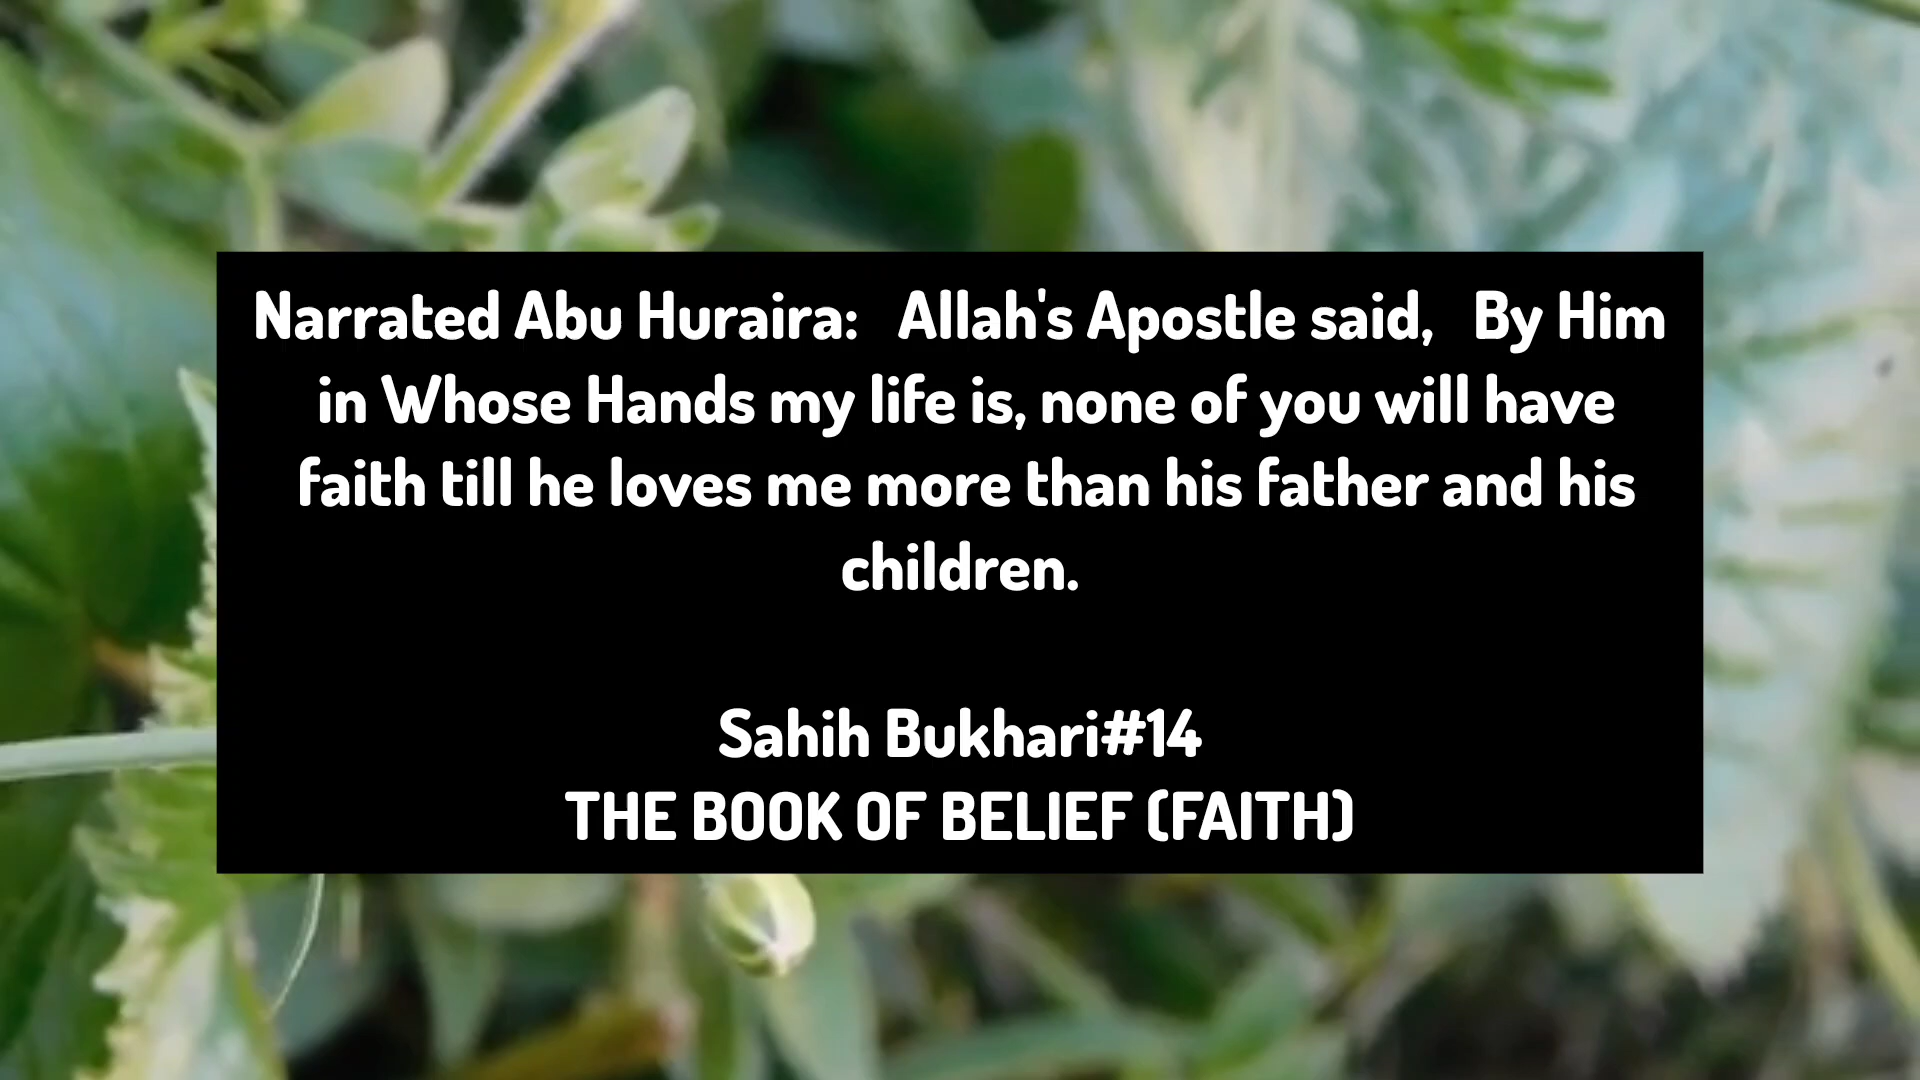 Narrated Abu Huraira:   Allah's Apostle said,   By Him
in Whose Hands my life is, none of you will have
faith till he loves me more than his father and his
children.
Sahih Bukhari#14
THE BOOK OF BELIEF (FAITH)